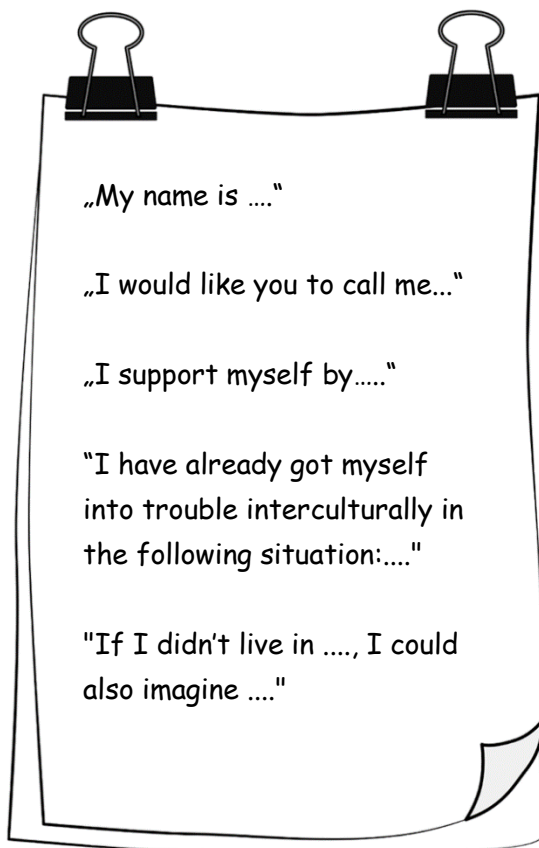 „My name is ….“
„I would like you to call me...“
„I support myself by…..“
“I have already got myself
into trouble interculturally in
the following situation:...."
"If I didn’t live in ...., I could
also imagine ...."